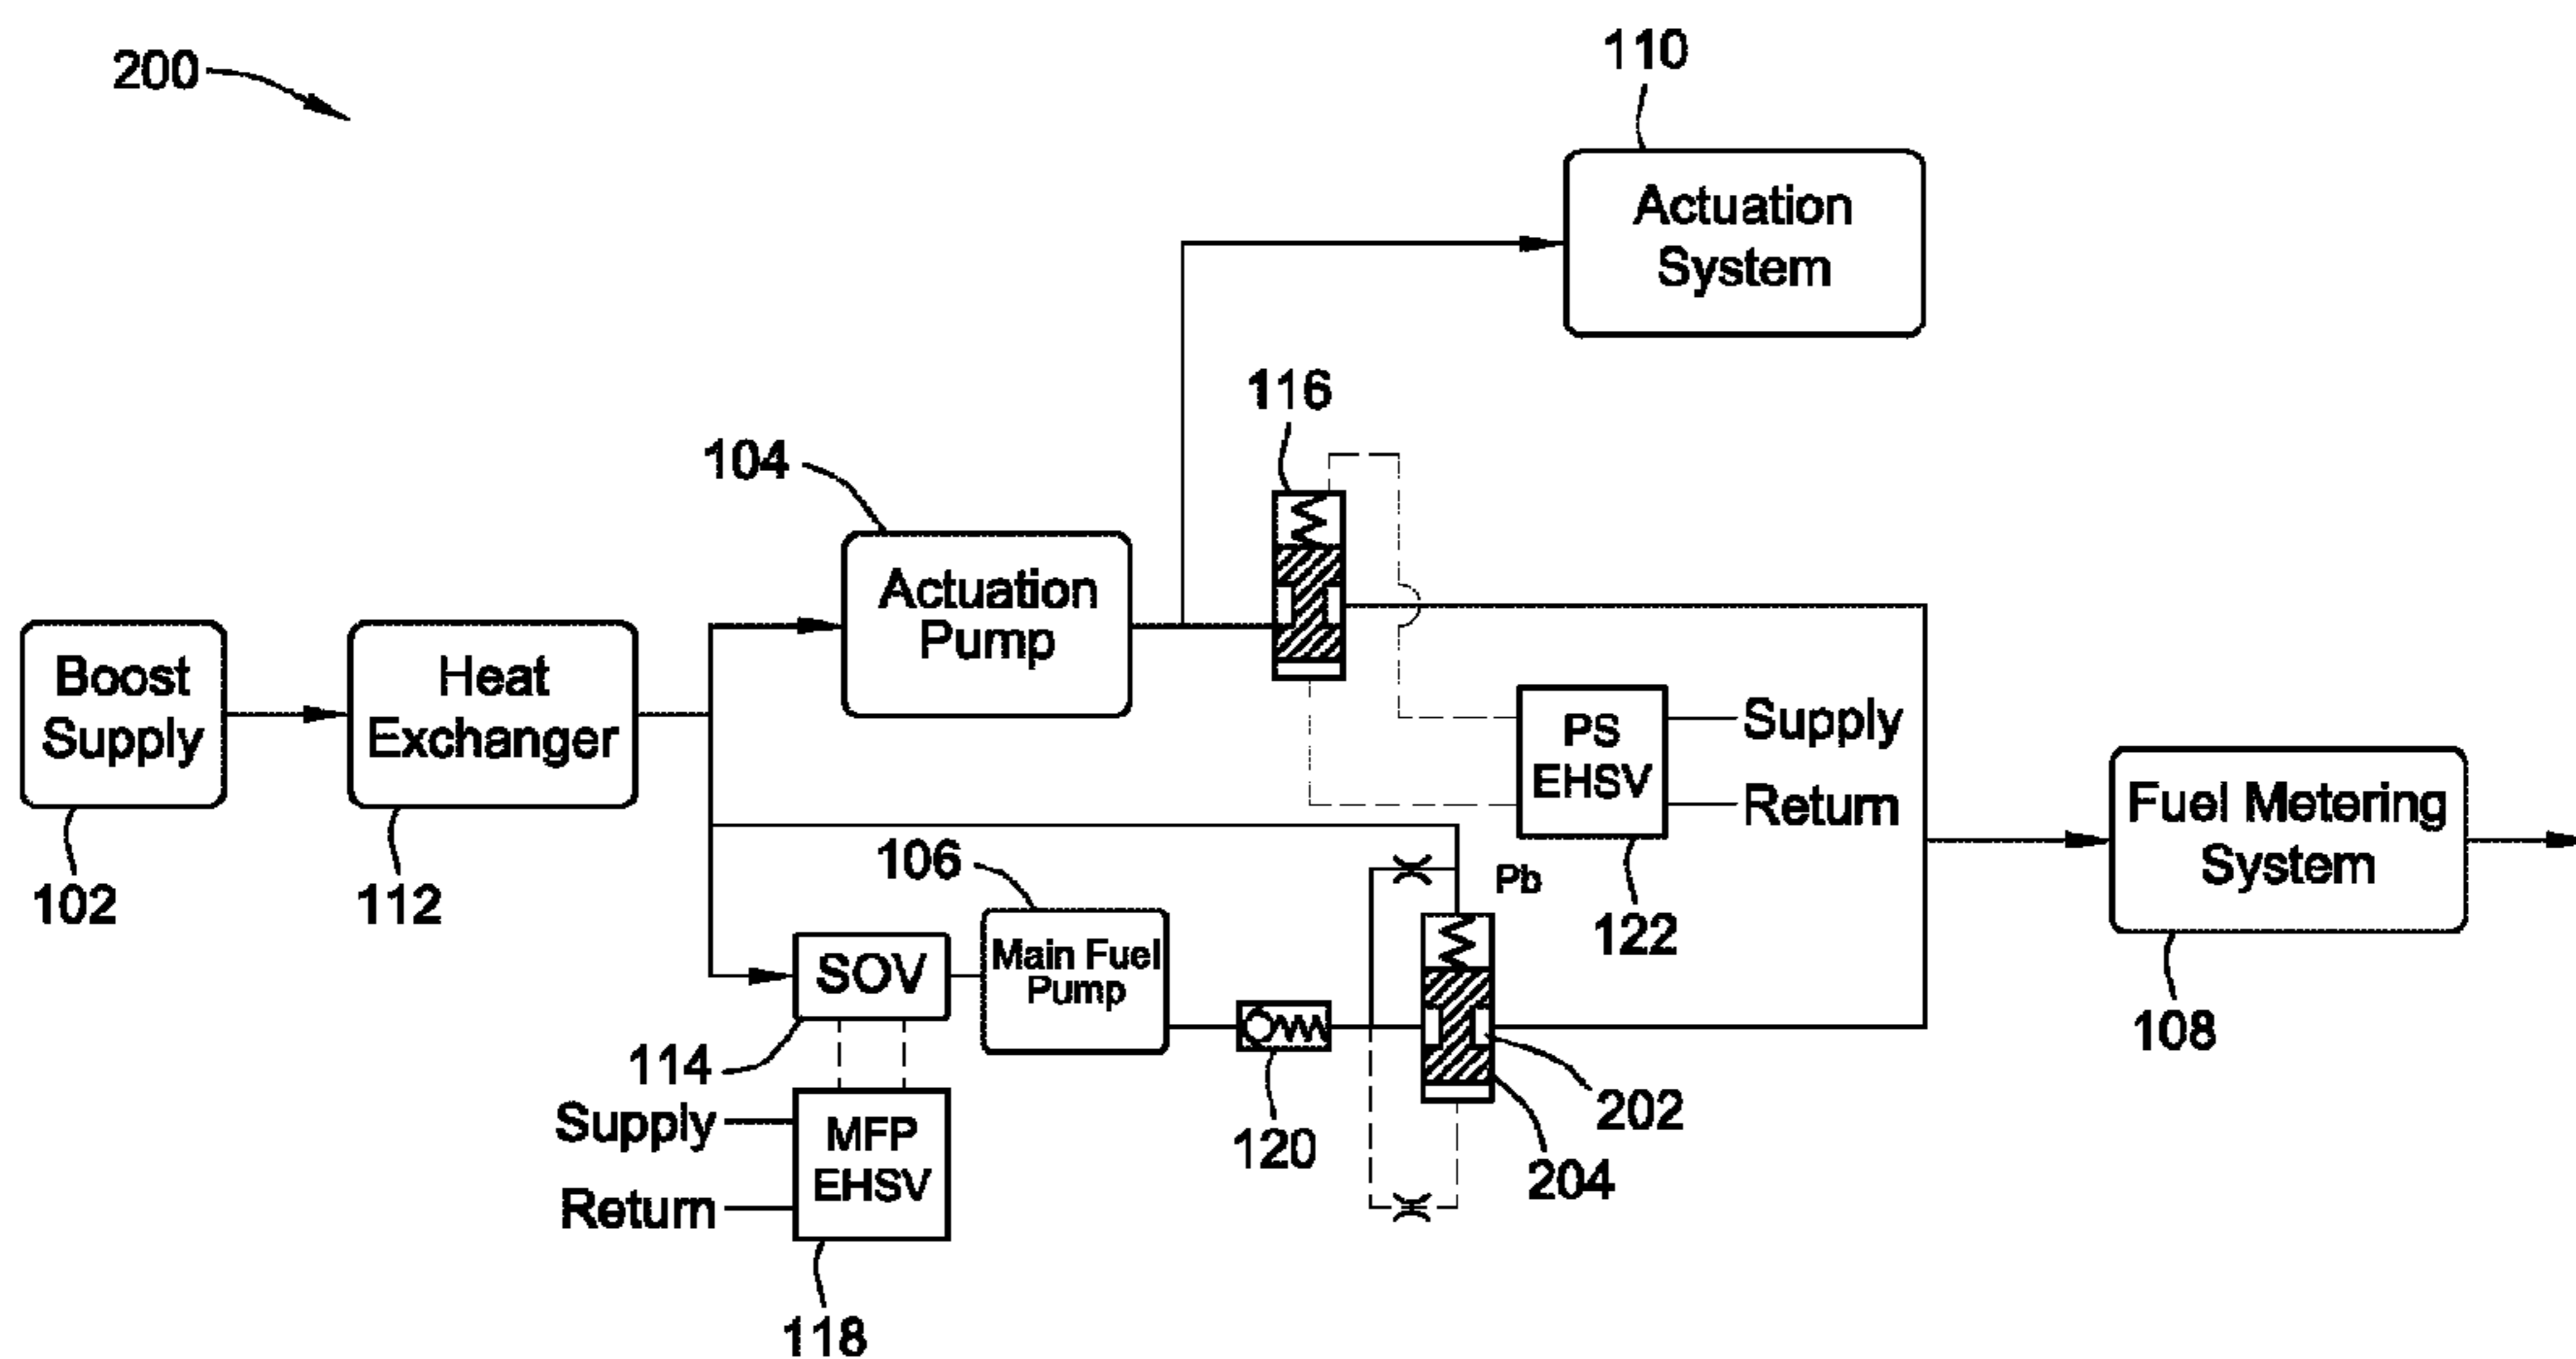 200
110
Actuation
System
116
104
Actuation
Pump
Boost
Supply
Heat
Exchanger
PS
EHSV
Supply
Return
Fuel Metering
System
102
112
106
Pb
122
SOV
Main Fuel
Pump
108
114
202
120
204
Supply
Return
MFP
EHSV
118